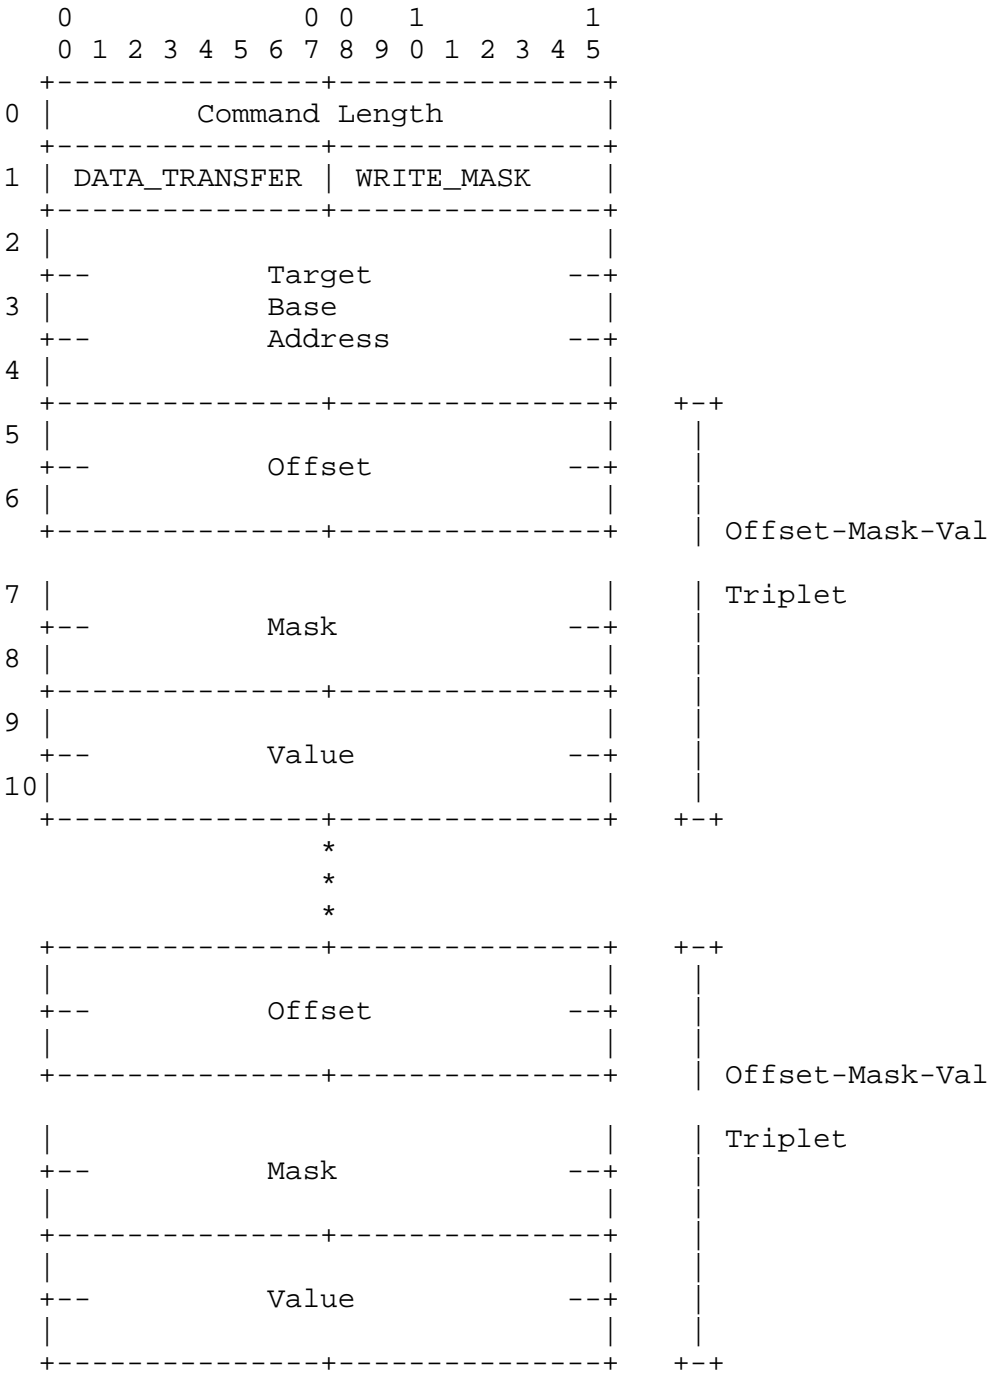 0             0 0   1         1
0 1 2 3 4 5 6 7 8 9 0 1 2 3 4 5
+---------------+---------------+
0 |        Command Length         |
+---------------+---------------+
1 | DATA_TRANSFER | WRITE_MASK    |
+---------------+---------------+
2 |                               |
+--          Target           --+
3 |            Base               |
+--          Address          --+
4 |                               |
+---------------+---------------+   +-+
5 |                               |    |
+--          Offset           --+    |
6 |                               |    |
+---------------+---------------+    | Offset-Mask-Val
7 |                               |    | Triplet
+--          Mask             --+    |
8 |                               |    |
+---------------+---------------+    |
9 |                               |    |
+--          Value            --+    |
10|                               |    |
+---------------+---------------+   +-+
*
*
*
+---------------+---------------+   +-+
|                               |    |
+--          Offset           --+    |
|                               |    |
+---------------+---------------+    | Offset-Mask-Val
|                               |    | Triplet
+--          Mask             --+    |
|                               |    |
+---------------+---------------+    |
|                               |    |
+--          Value            --+    |
|                               |    |
+---------------+---------------+   +-+